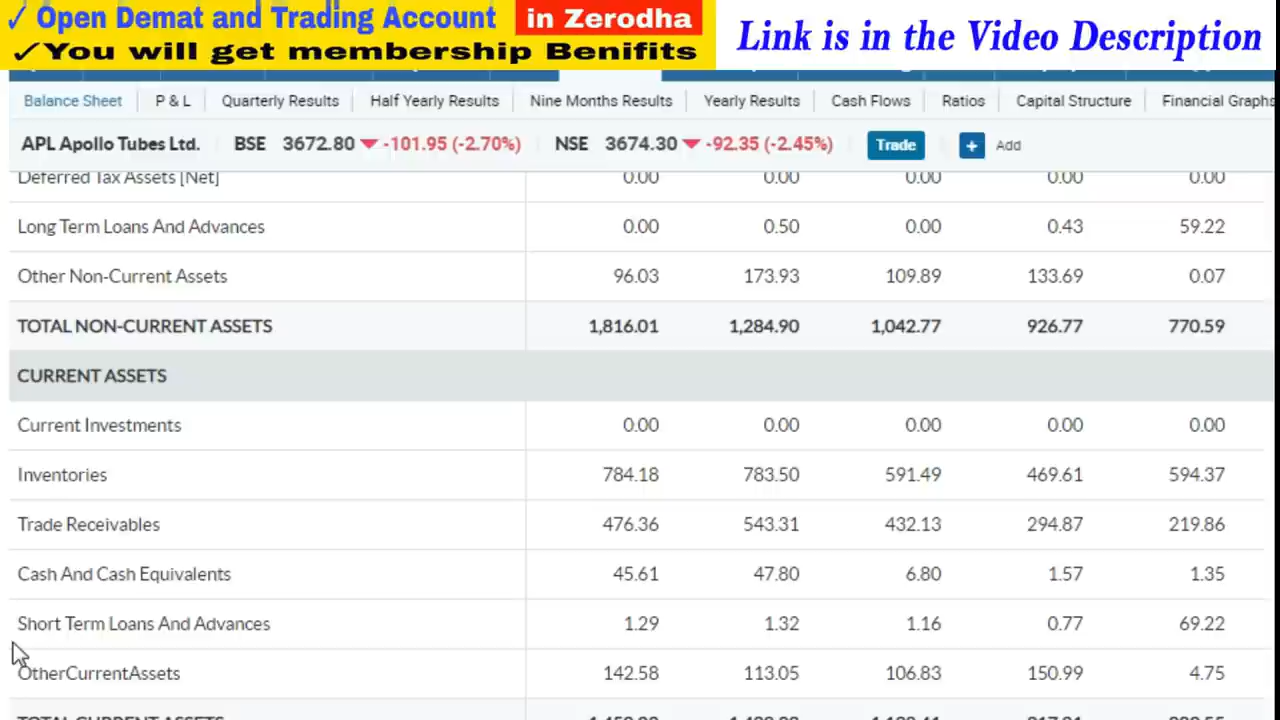 ✓ Open Demat and Trading Account in Zerodha
✓You will get membership Benifits
Link is in the Video Description
Balance Sheet P & L Quarterly Results Half Yearly Results Nine Months Results Yearly Results Cash Flows Ratios Capital Structure Financial Graphs
APL Apollo Tubes Ltd. BSE 3672.80 ▼ -101.95 (-2.70%) NSE 3674.30 ▼ -92.35 (-2.45%) Trade + Add
Deferred Tax Assets [Net] 0.00 0.00 0.00 0.00 0.00
Long Term Loans And Advances 0.00 0.50 0.00 0.43 59.22
Other Non-Current Assets 96.03 173.93 109.89 133.69 0.07
TOTAL NON-CURRENT ASSETS 1,816.01 1,284.90 1,042.77 926.77 770.59
CURRENT ASSETS
Current Investments 0.00 0.00 0.00 0.00 0.00
Inventories 784.18 783.50 591.49 469.61 594.37
Trade Receivables 476.36 543.31 432.13 294.87 219.86
Cash And Cash Equivalents 45.61 47.80 6.80 1.57 1.35
Short Term Loans And Advances 1.29 1.32 1.16 0.77 69.22
OtherCurrentAssets 142.58 113.05 106.83 150.99 4.75
TOTAL CURRENT ASSETS